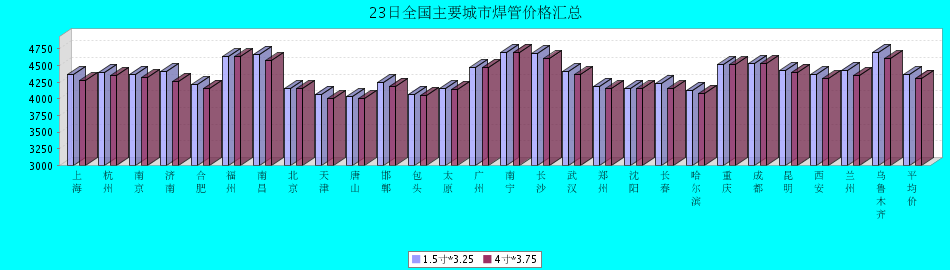 23日全国主要城市焊管价格汇总
4750
4500
4250
4000
3750
3500
3250
3000
上海
杭州
南京
济南
合肥
福州
南昌
北京
天津
唐山
邯郸
包头
太原
广州
南宁
长沙
武汉
郑州
沈阳
长春
哈尔滨
重庆
成都
昆明
西安
兰州
乌鲁木齐
平均价
1.5寸*3.25
4寸*3.75